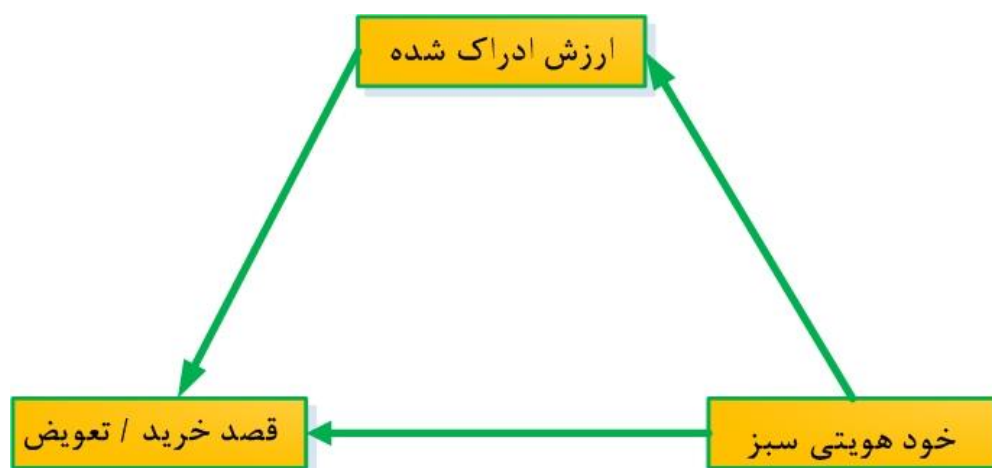 ارزش ادراک شده
خود هویتی سبز
قصد خرید / تعویض